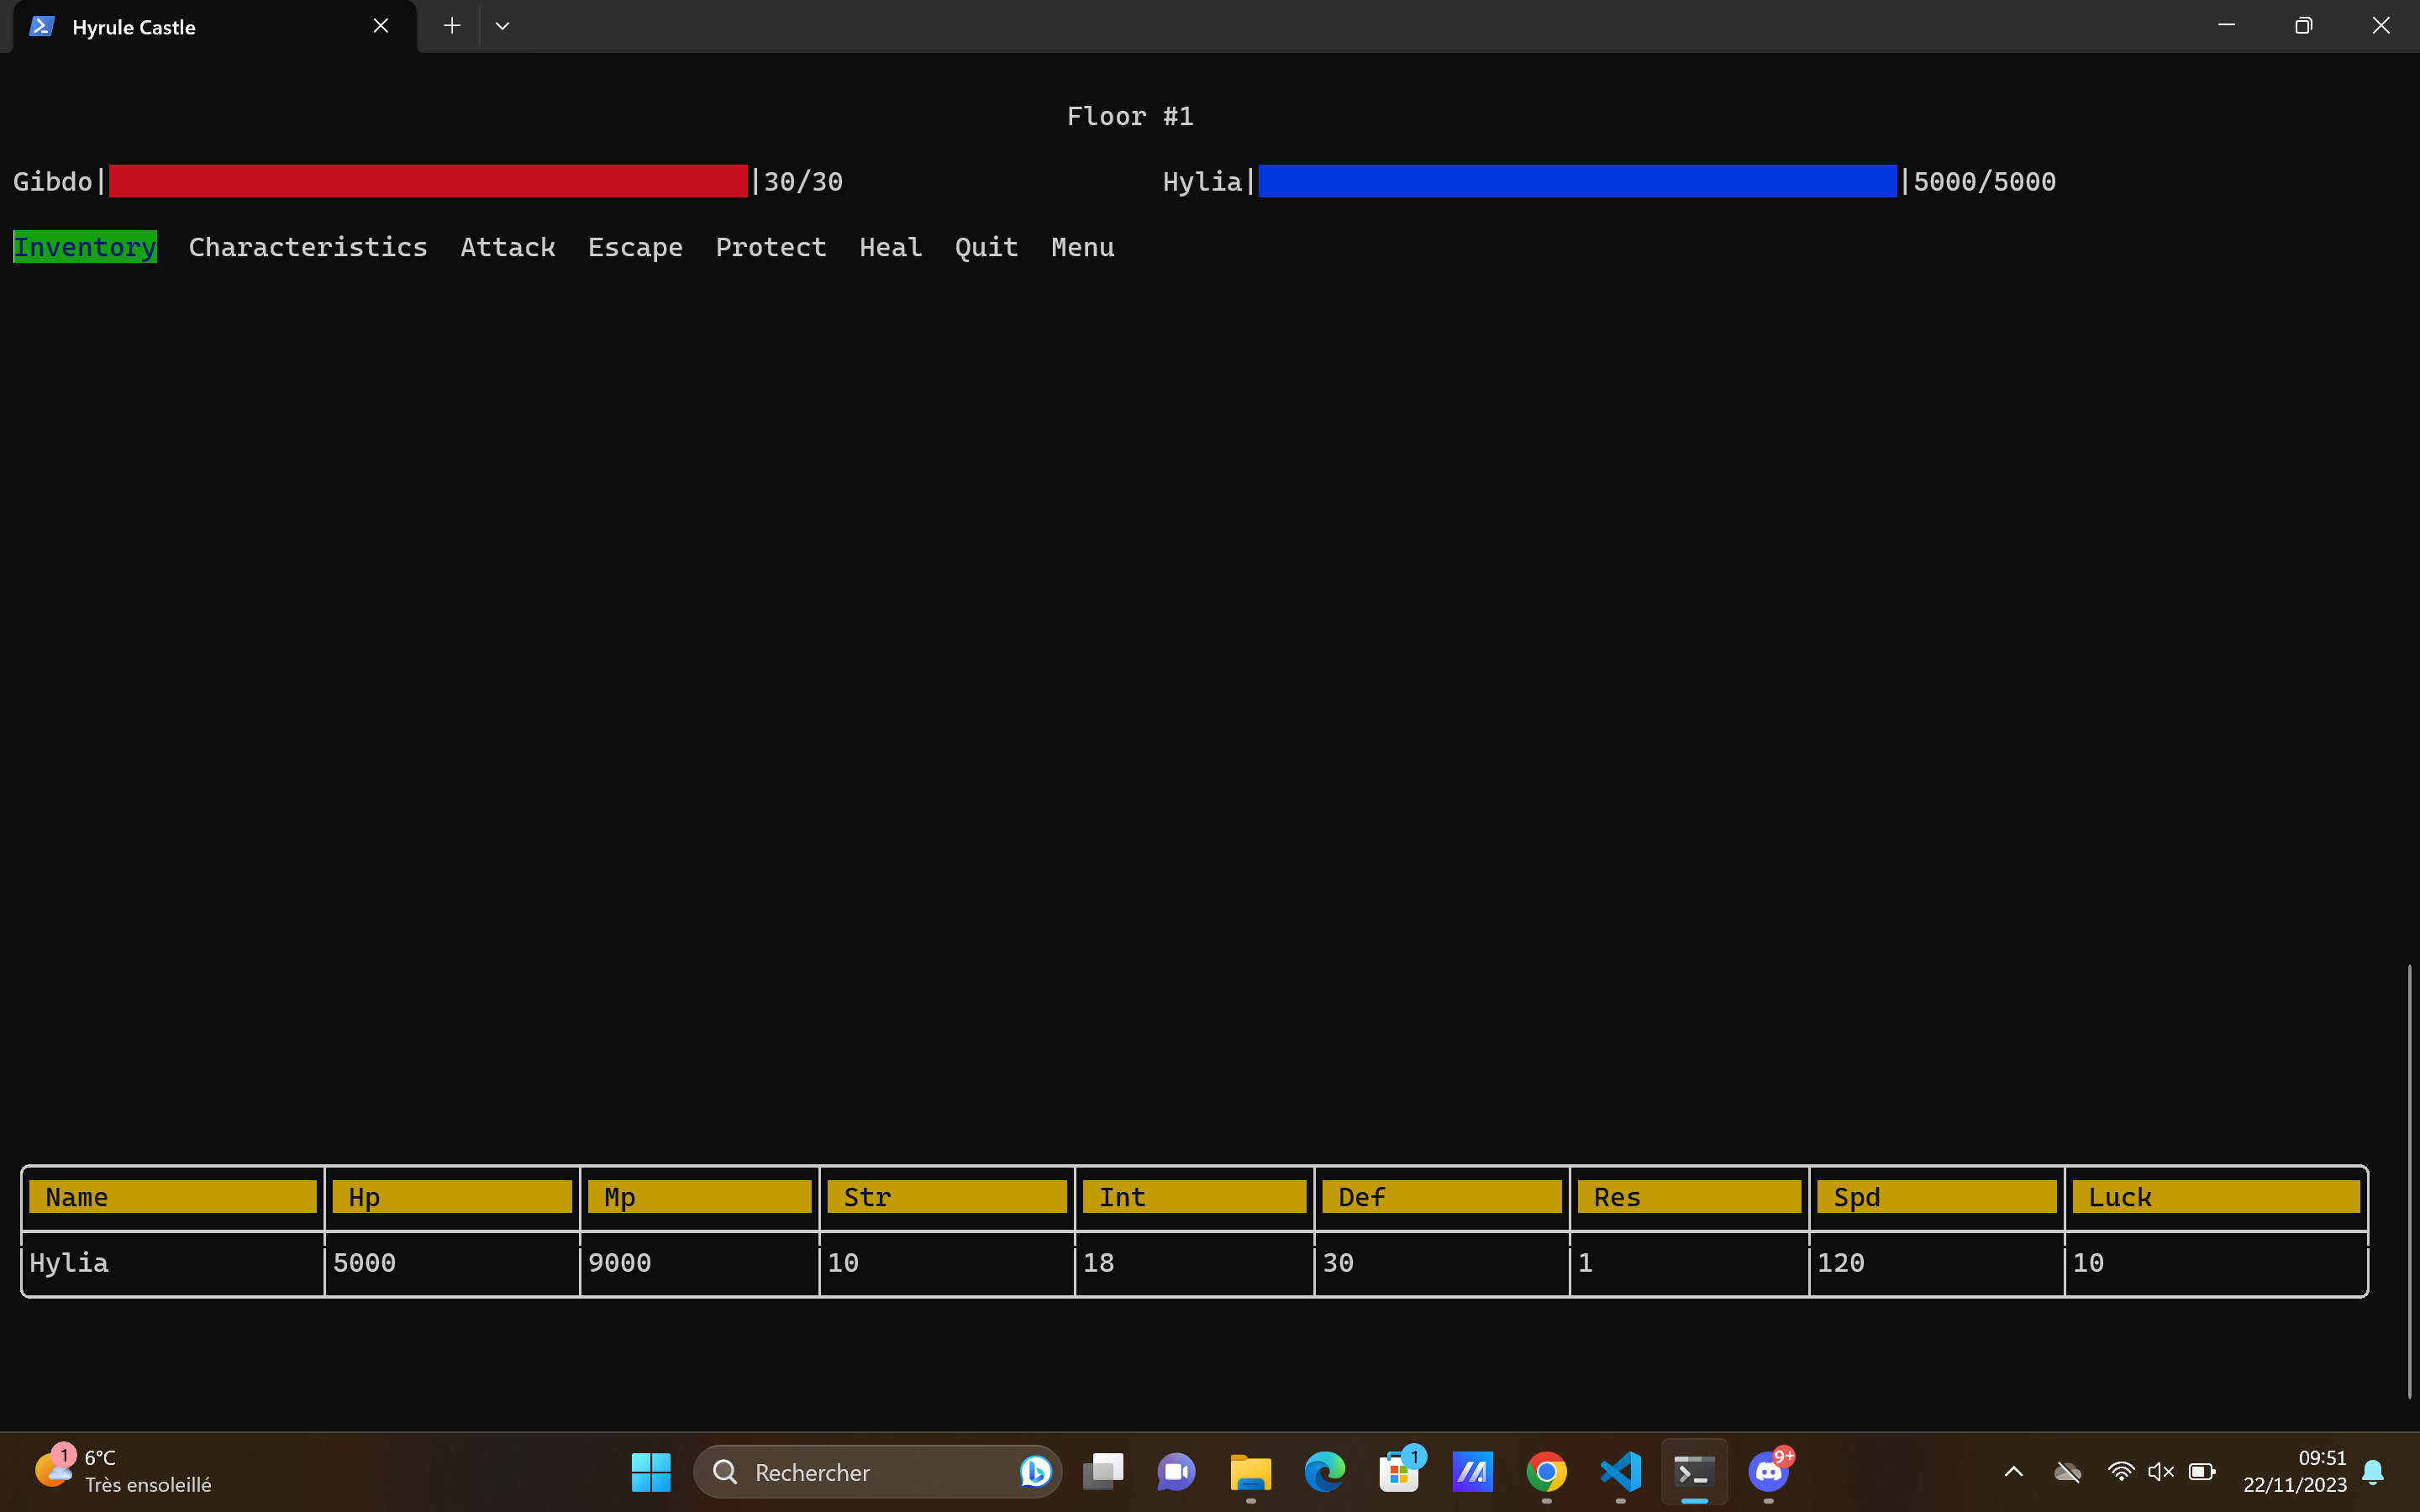 Hyrule Castle
Floor #1
Gibdo| |30/30 Hylia| |5000/5000
Inventory Characteristics Attack Escape Protect Heal Quit Menu
Name Hp Mp Str Int Def Res Spd Luck
Hylia 5000 9000 10 18 30 1 120 10
1 6°C
Très ensoleillé
Rechercher
1
9+
09:51
22/11/2023